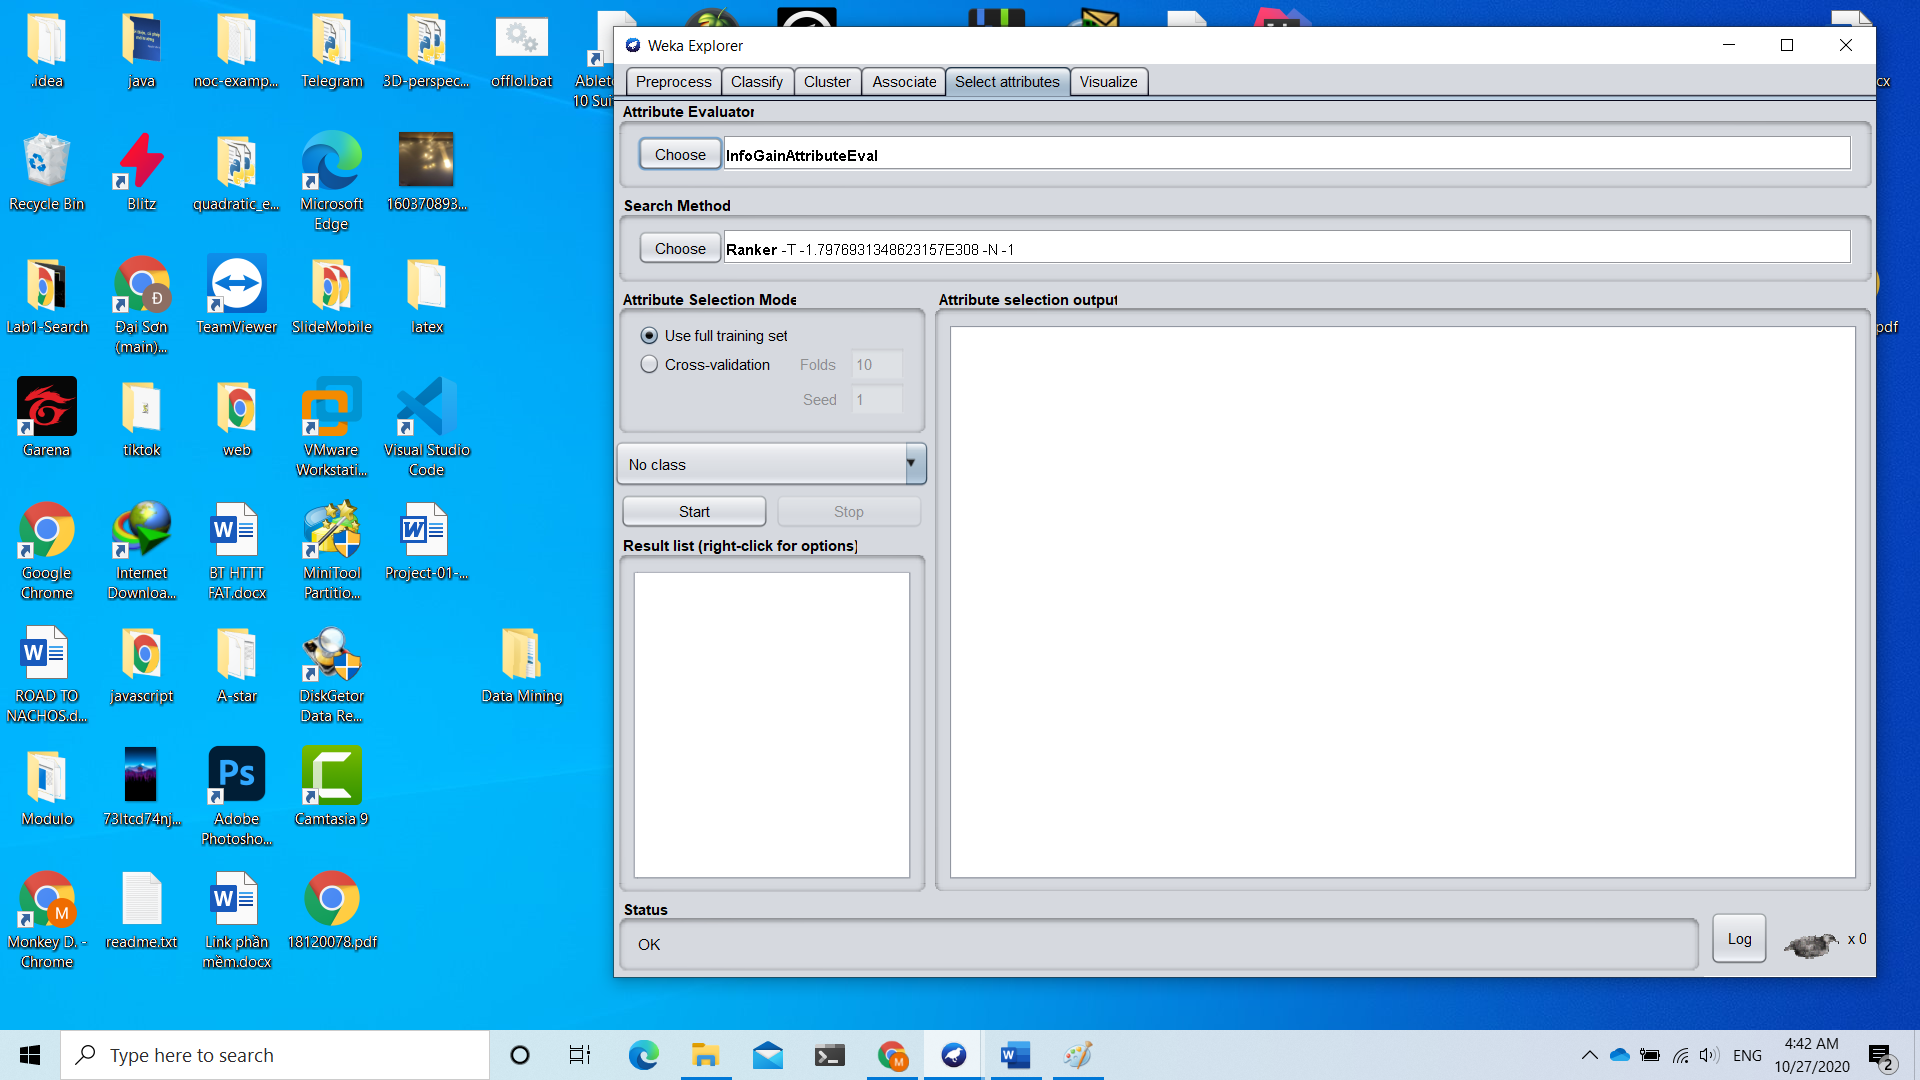 .idea
java
noc-examp...
Telegram
3D-perspec...
offlol.bat
Recycle Bin
Blitz
quadratic_e...
Microsoft
Edge
160370893...
Lab1-Search
Đại Sơn
(main)...
TeamViewer
SlideMobile
latex
Garena
tiktok
web
VMware
Workstati...
Visual Studio
Code
Google
Chrome
Internet
Downloa...
BT HTTT
FAT.docx
MiniTool
Partitio...
Project-01-...
ROAD TO
NACHOS.d...
javascript
A-star
DiskGetor
Data Re...
Data Mining
Modulo
73ltcd74nj...
Adobe
Photosho...
Camtasia 9
Monkey D. -
Chrome
readme.txt
Link phần
mềm.docx
18120078.pdf
Weka Explorer
Preprocess
Classify
Cluster
Associate
Select attributes
Visualize
Attribute Evaluator
Choose
InfoGainAttributeEval
Search Method
Choose
Ranker -T -1.7976931348623157E308 -N -1
Attribute Selection Mode
Use full training set
Cross-validation Folds 10
Seed 1
No class
Start
Stop
Result list (right-click for options)
Attribute selection output
Status
OK
Log
x 0
Type here to search
ENG
4:42 AM
10/27/2020
2